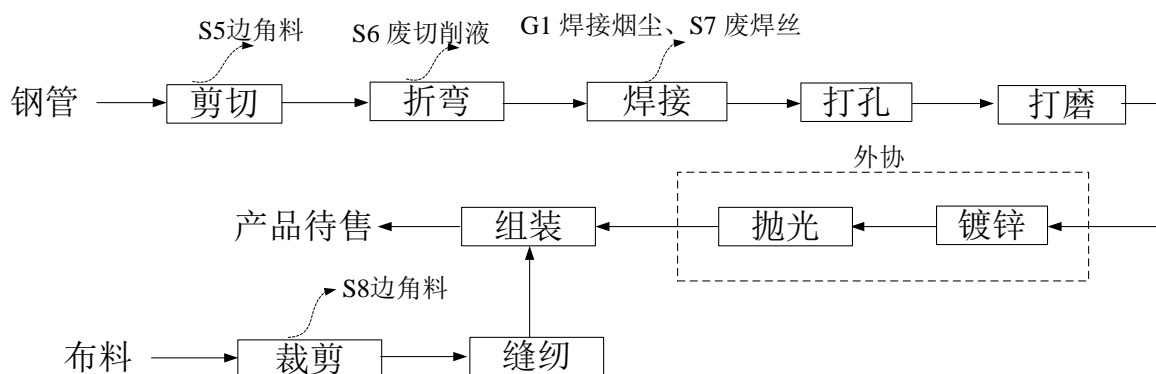 S5边角料
S6 废切削液
G1 焊接烟尘、S7 废焊丝
钢管
剪切
折弯
焊接
打孔
打磨
外协
产品待售
组装
抛光
镀锌
S8边角料
布料
裁剪
缝纫